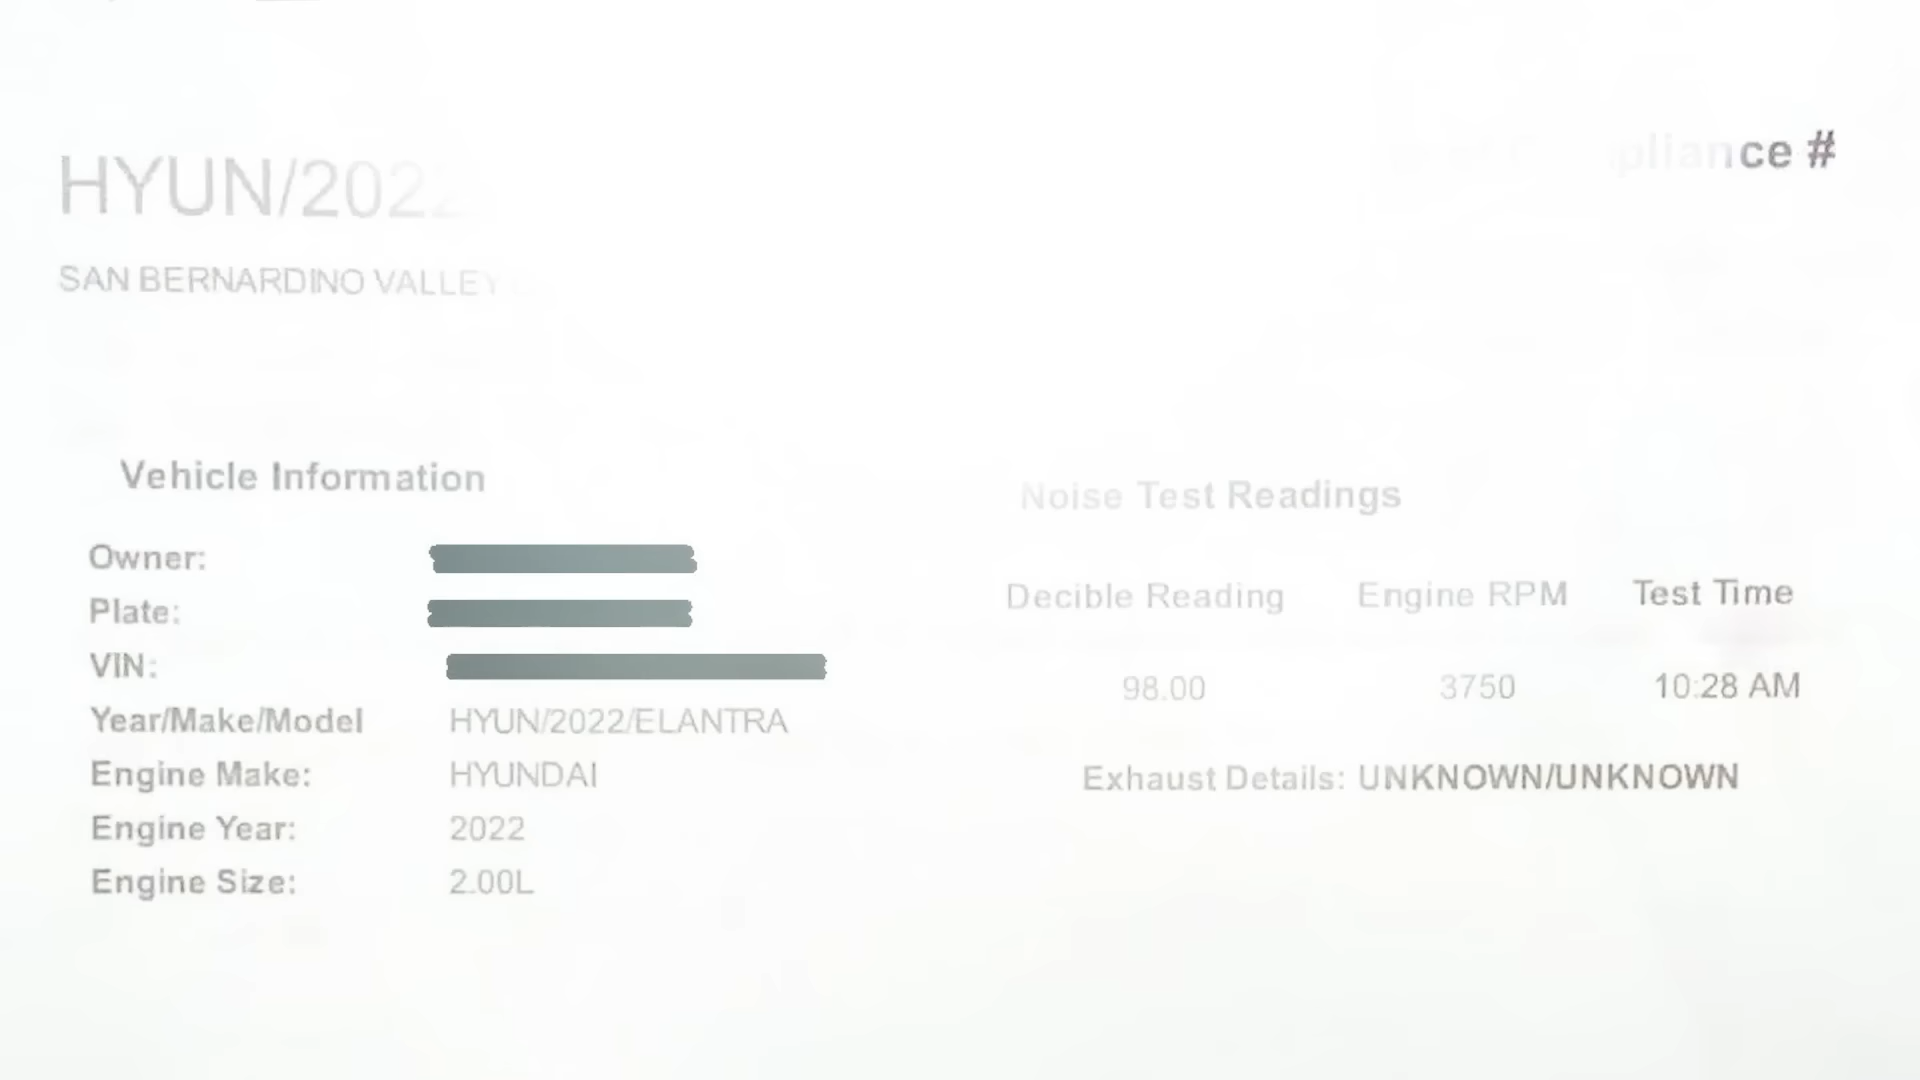 ce #
HYUN/2022
SAN BERNARDINO VALLEY
Vehicle Information
Owner:
Plate:
VIN:
Year/Make/Model HYUN/2022/ELANTRA
Engine Make: HYUNDAI
Engine Year: 2022
Engine Size: 2.00L
Noise Test Readings
Decible Reading Engine RPM Test Time
98.00 3750 10:28 AM
Exhaust Details: UNKNOWN/UNKNOWN